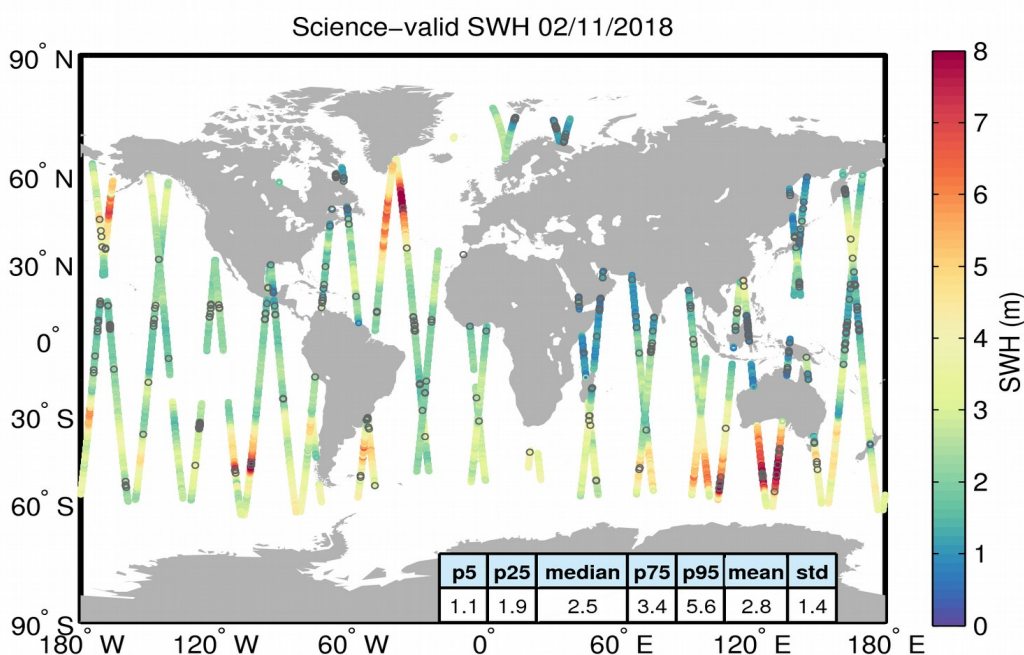 Science−valid SWH 02/11/2018
90° N
60° N
30° N
0°
30° S
60° S
90° S
180° W
120° W
60° W
0°
60° E
120° E
180° E
p5 p25 median p75 p95 mean std
1.1 1.9 2.5 3.4 5.6 2.8 1.4
8
7
6
5
4
3
2
1
0
SWH (m)